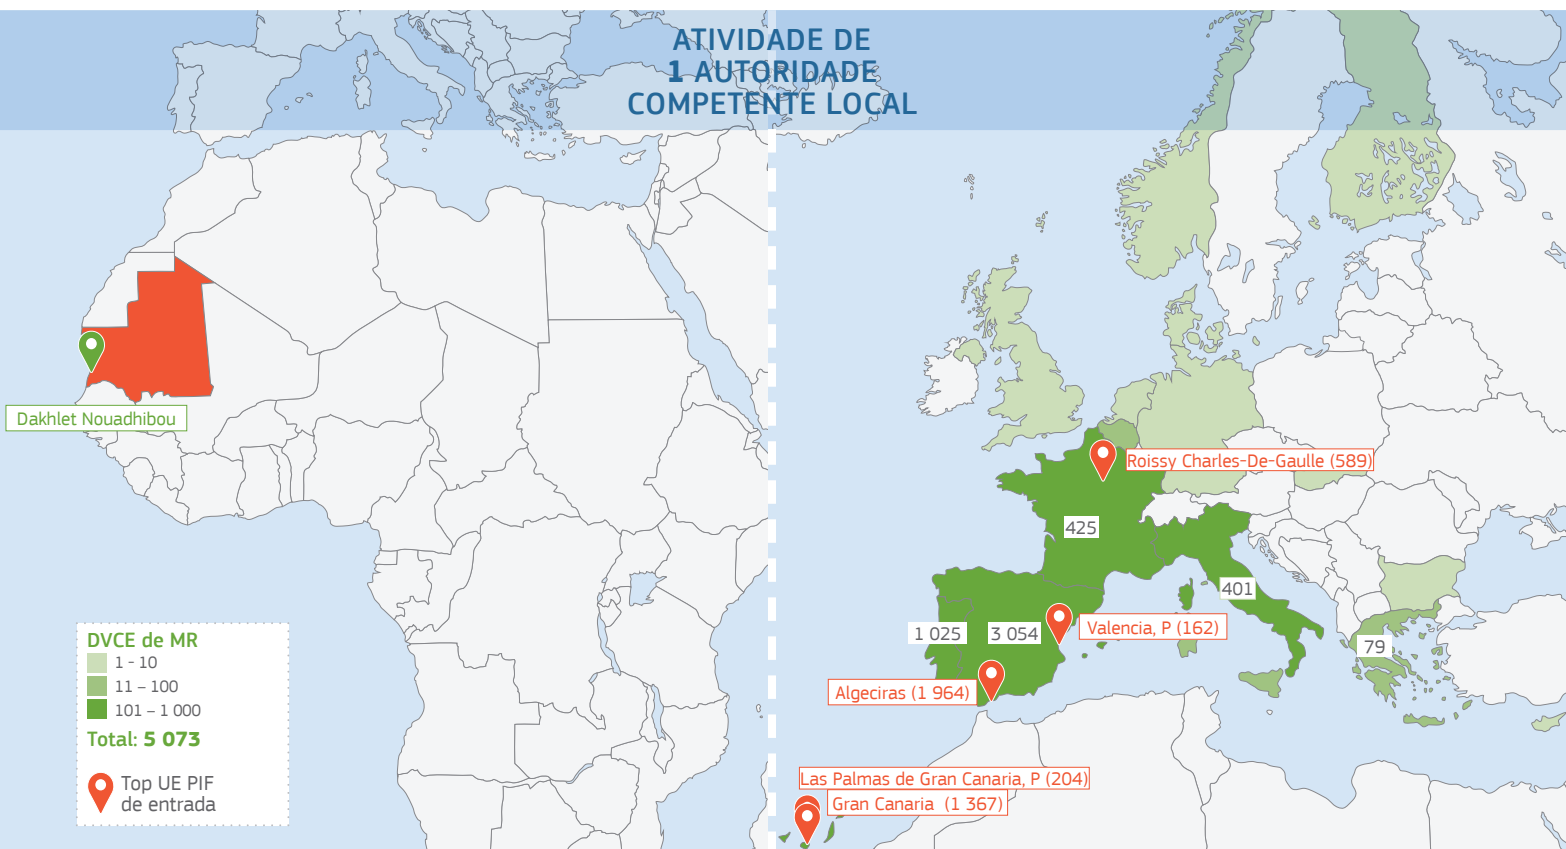 ATIVIDADE DE
1 AUTORIDADE
COMPETENTE LOCAL
Dakhlet Nouadhibou
DVCE de MR
1 - 10
11 – 100
101 – 1 000
Total: 5 073
Top UE PIF
de entrada
Roissy Charles-De-Gaulle (589)
425
401
1 025
3 054
Valencia, P (162)
79
Algeciras (1 964)
Las Palmas de Gran Canaria, P (204)
Gran Canaria (1 367)